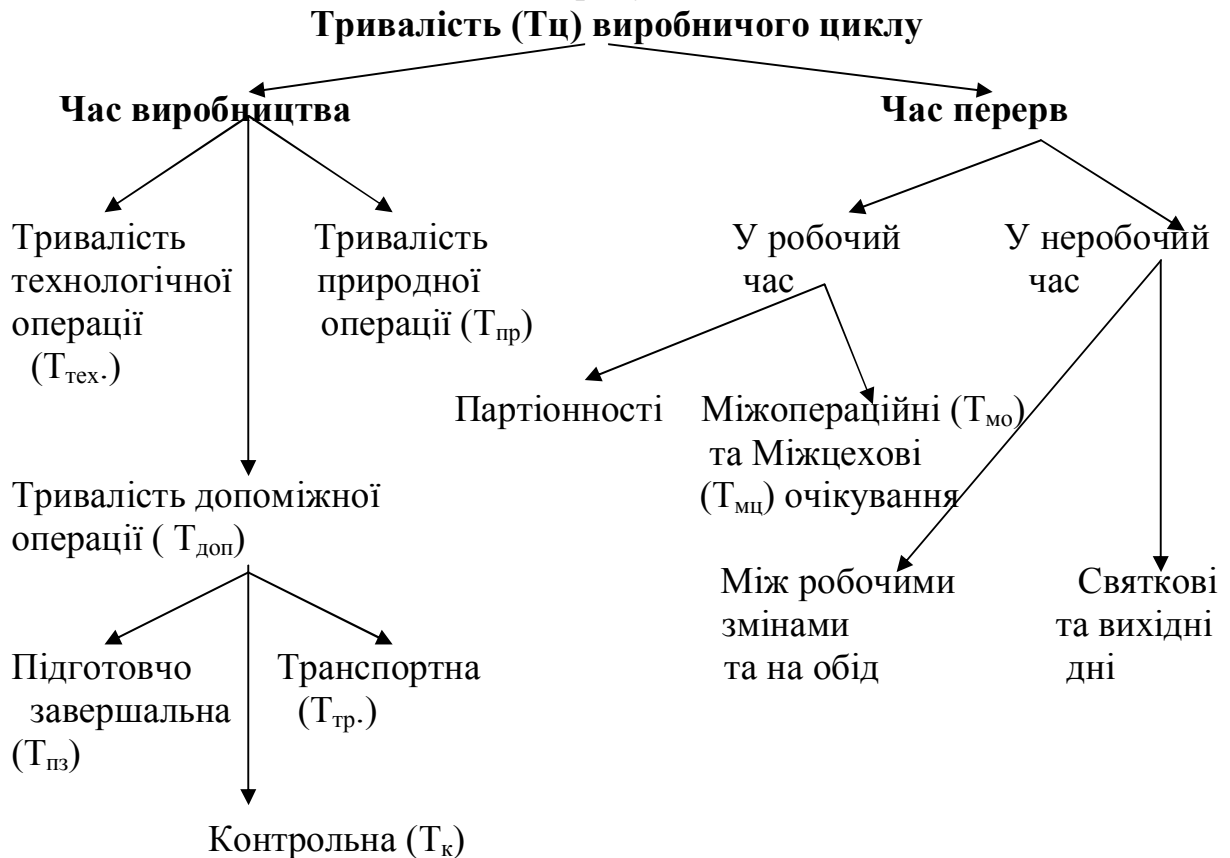 Тривалість (Тц) виробничого циклу
Час виробництва
Час перерв
Тривалість
технологічної
операції
(Ттех.)
Тривалість
природної
операції (Тпр)
У робочий
час
У неробочий
час
Партіонності
Міжопераційні (Тмо)
та Міжцехові
(Тмц) очікування
Тривалість допоміжної
операції ( Тдоп)
Між робочими
змінами
та на обід
Святкові
та вихідні
дні
Підготовчо
завершальна
(Тпз)
Транспортна
(Ттр.)
Контрольна (Тк)